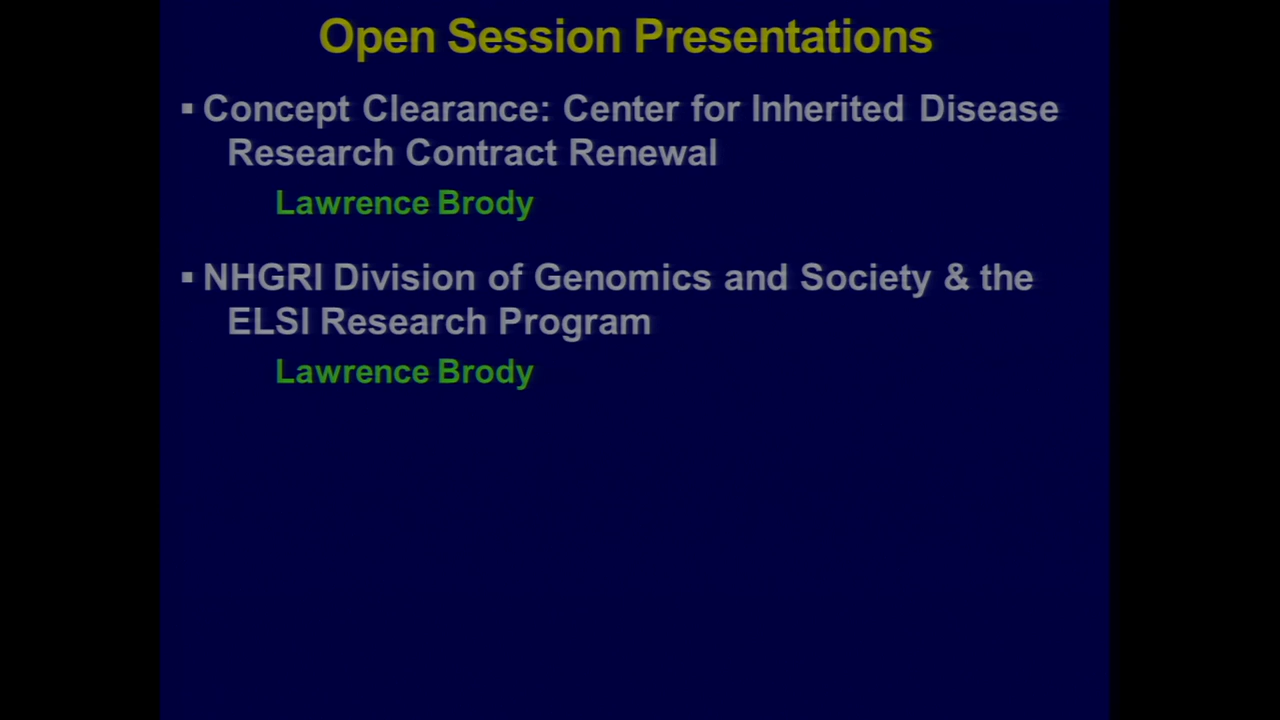 Open Session Presentations
▪ Concept Clearance: Center for Inherited Disease
Research Contract Renewal
Lawrence Brody
▪ NHGRI Division of Genomics and Society & the
ELSI Research Program
Lawrence Brody